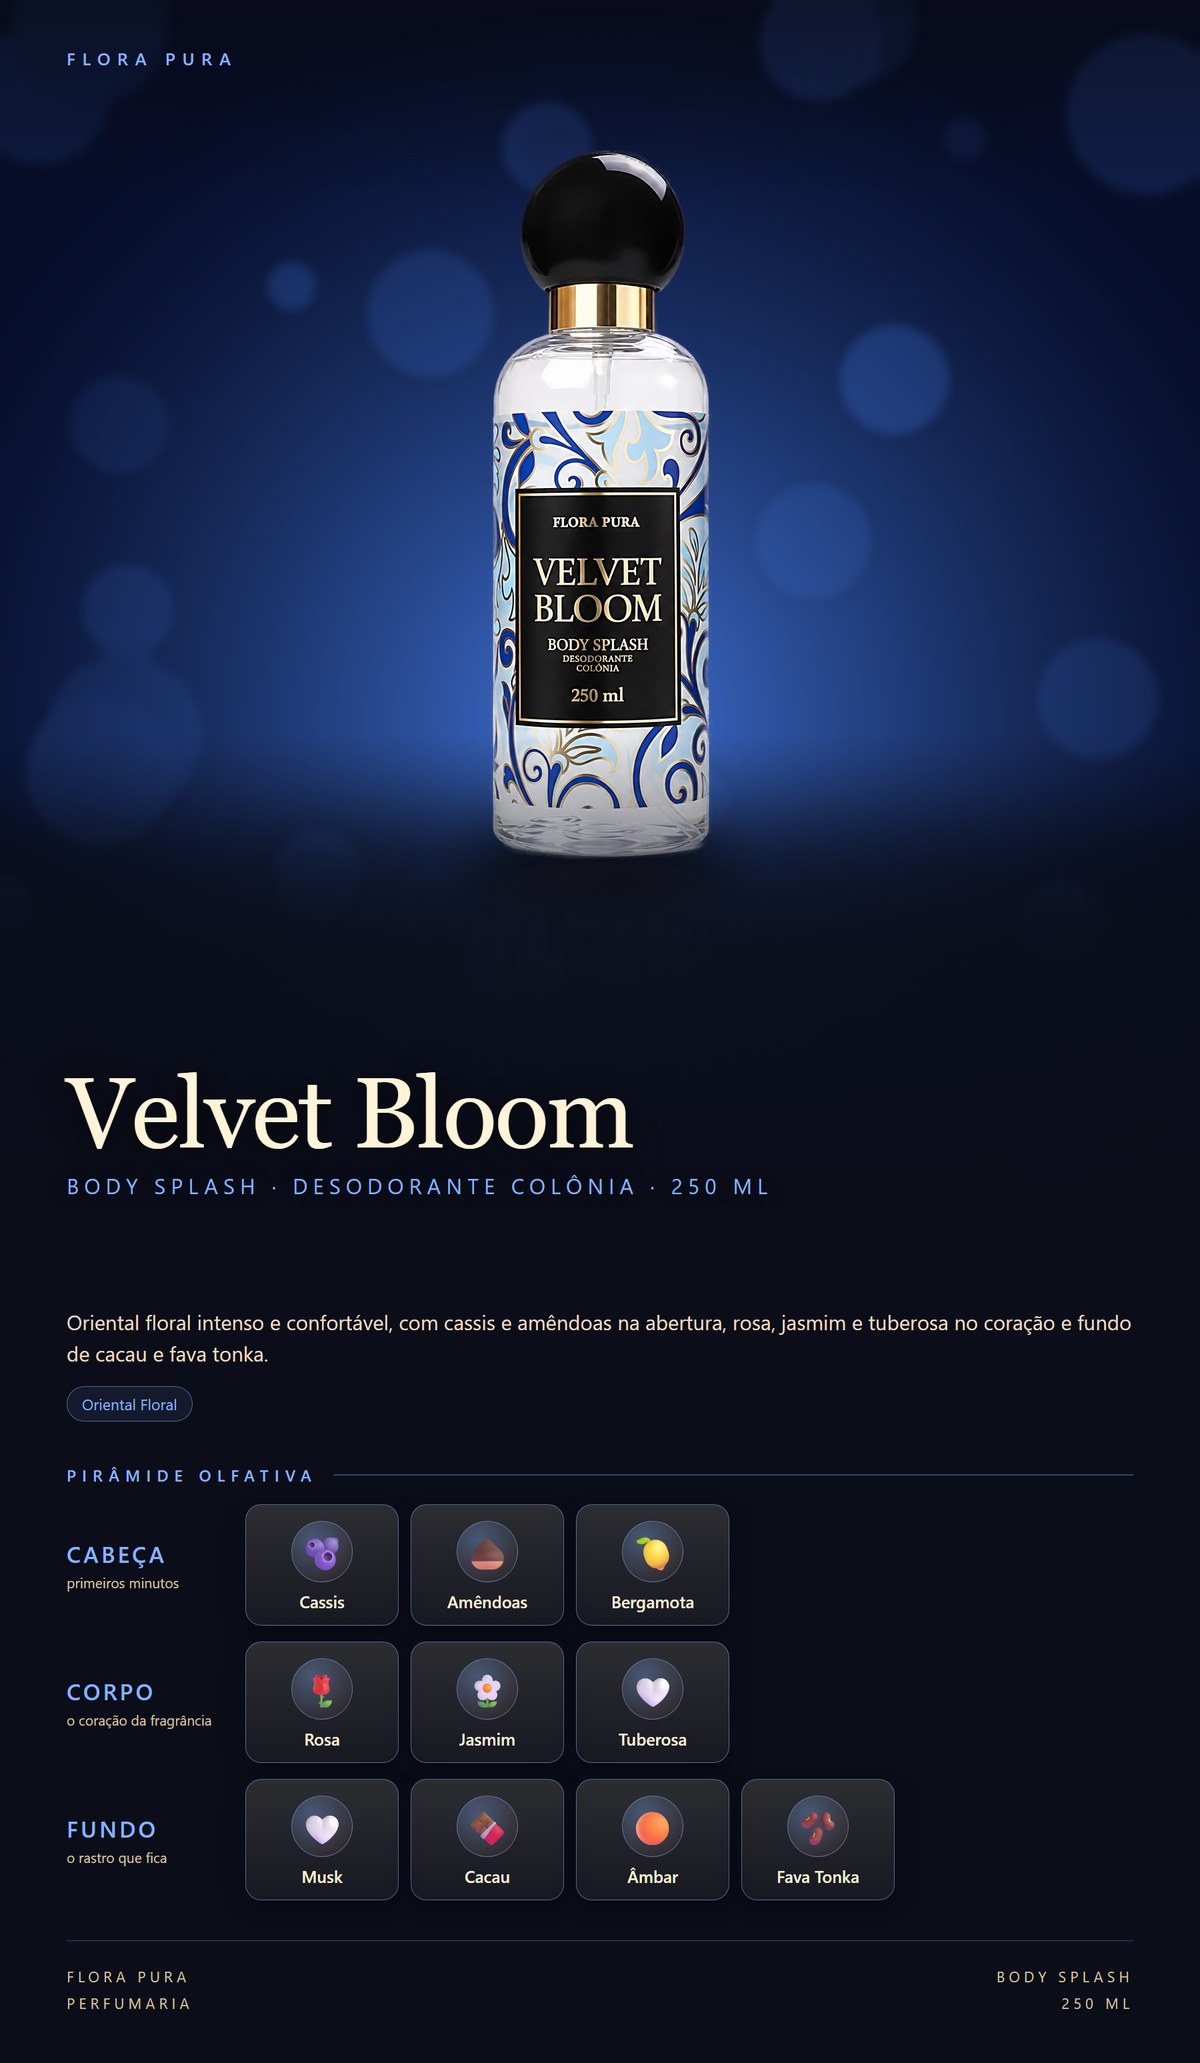 FLORA PURA
FLORA PURA
VELVET
BLOOM
BODY SPLASH
DESODORANTE
COLÔNIA
250 ml
Velvet Bloom
BODY SPLASH · DESODORANTE COLÔNIA · 250 ML
Oriental floral intenso e confortável, com cassis e amêndoas na abertura, rosa, jasmim e tuberosa no coração e fundo
de cacau e fava tonka.
Oriental Floral
PIRÂMIDE OLFATIVA
CABEÇA
primeiros minutos
Cassis
Amêndoas
Bergamota
CORPO
o coração da fragrância
Rosa
Jasmim
Tuberosa
FUNDO
o rastro que fica
Musk
Cacau
Âmbar
Fava Tonka
FLORA PURA
PERFUMARIA
BODY SPLASH
250 ML